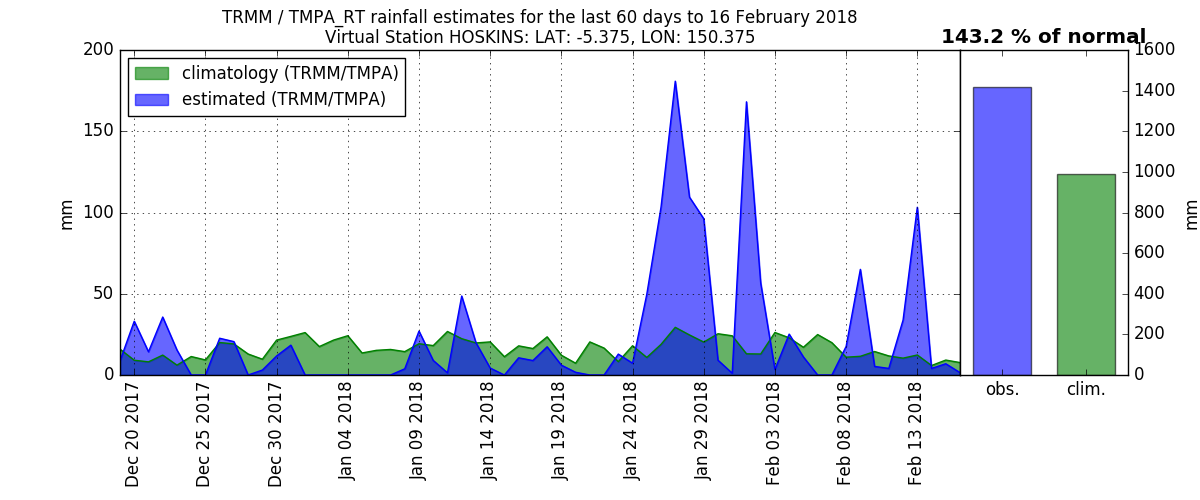 TRMM / TMPA_RT rainfall estimates for the last 60 days to 16 February 2018
Virtual Station HOSKINS: LAT: -5.375, LON: 150.375
143.2 % of normal
climatology (TRMM/TMPA)
estimated (TRMM/TMPA)
mm
200
150
100
50
0
Dec 20 2017
Dec 25 2017
Dec 30 2017
Jan 04 2018
Jan 09 2018
Jan 14 2018
Jan 19 2018
Jan 24 2018
Jan 29 2018
Feb 03 2018
Feb 08 2018
Feb 13 2018
1600
1400
1200
1000
800
600
400
200
0
mm
obs.
clim.